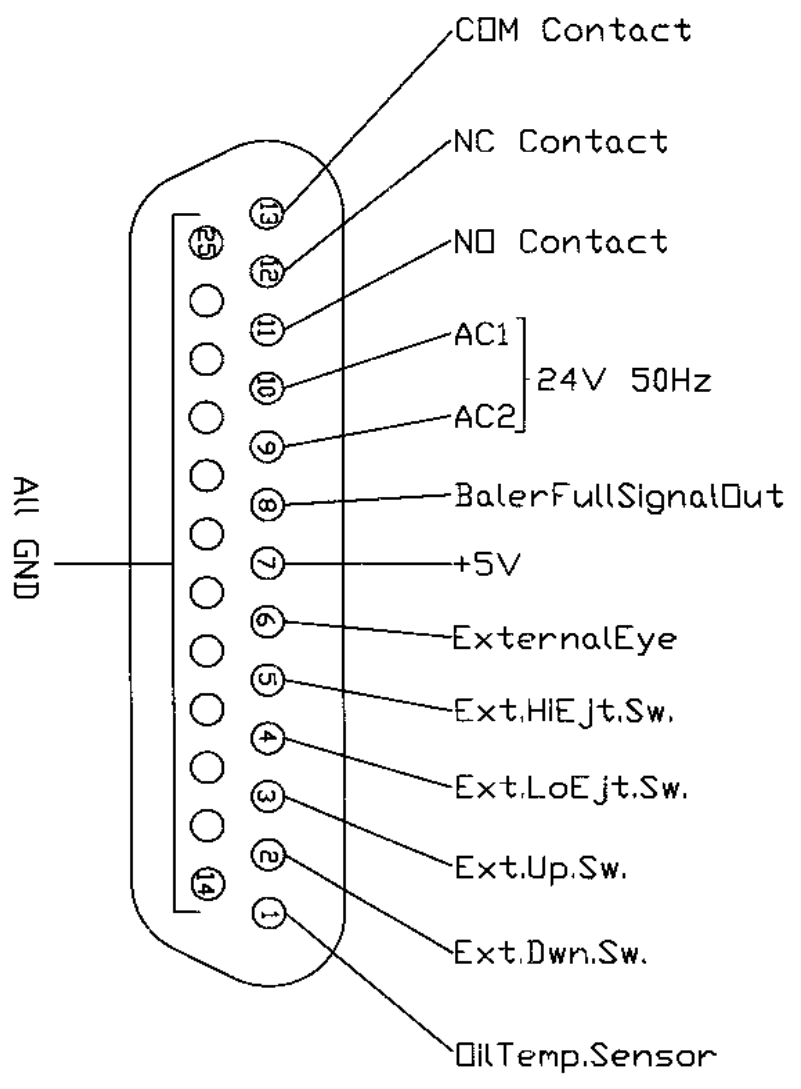 COM Contact
NC Contact
NO Contact
AC1
24V 50Hz
AC2
BalerFullSignalOut
+5V
ExternalEye
Ext.HiEjt.Sw.
Ext.LoEjt.Sw.
Ext.Up.Sw.
Ext.Dwn.Sw.
OilTemp.Sensor
13
12
11
10
9
8
7
6
5
4
3
2
1
25
14
All GND